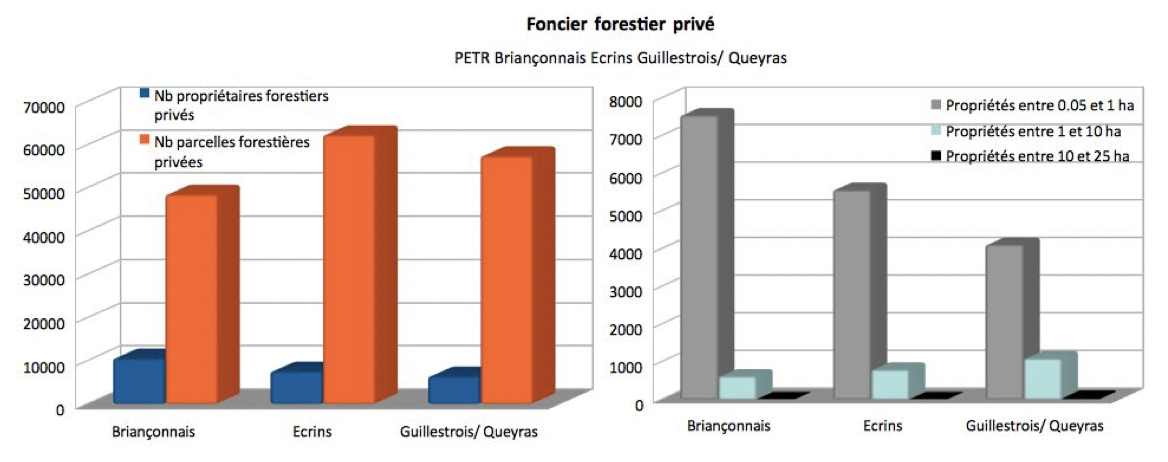 Foncier forestier privé
PETR Briançonnais Ecrins Guillestrois/ Queyras
Nb propriétaires forestiers
privés
Nb parcelles forestières
privées
70000
60000
50000
40000
30000
20000
10000
0
Briançonnais
Ecrins
Guillestrois/ Queyras
Propriétés entre 0.05 et 1 ha
Propriétés entre 1 et 10 ha
Propriétés entre 10 et 25 ha
8000
7000
6000
5000
4000
3000
2000
1000
0
Briançonnais
Ecrins
Guillestrois/ Queyras